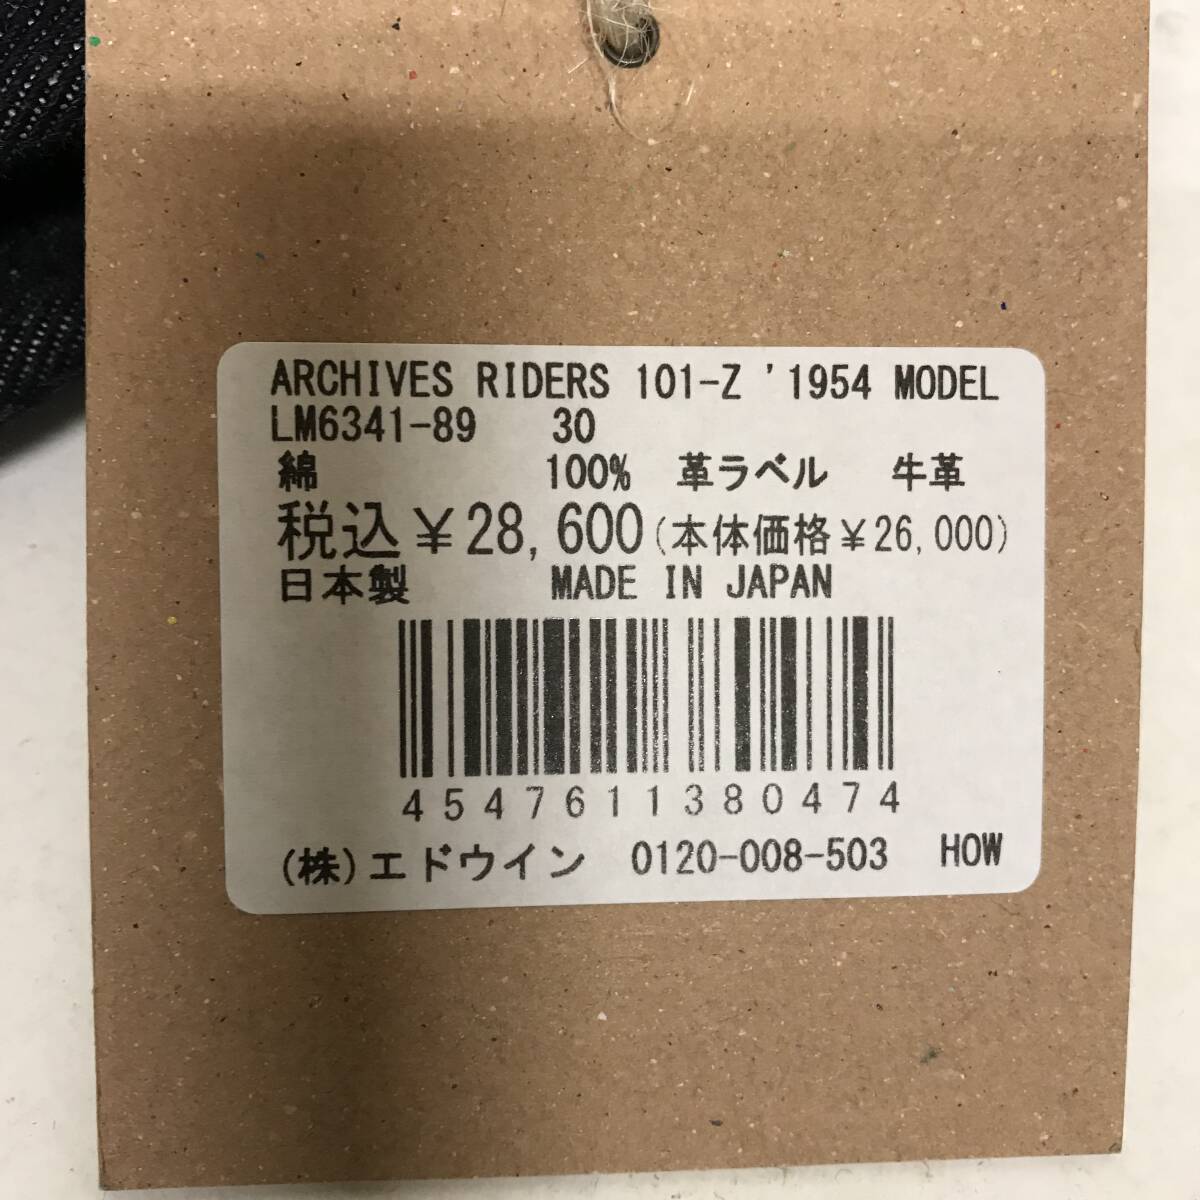 ARCHIVES RIDERS 101-Z '1954 MODEL
LM6341-89 30
綿 100% 革ラベル 牛革
税込¥28,600(本体価格¥26,000)
日本製 MADE IN JAPAN
4547611380474
(株)エドウイン 0120-008-503 HOW